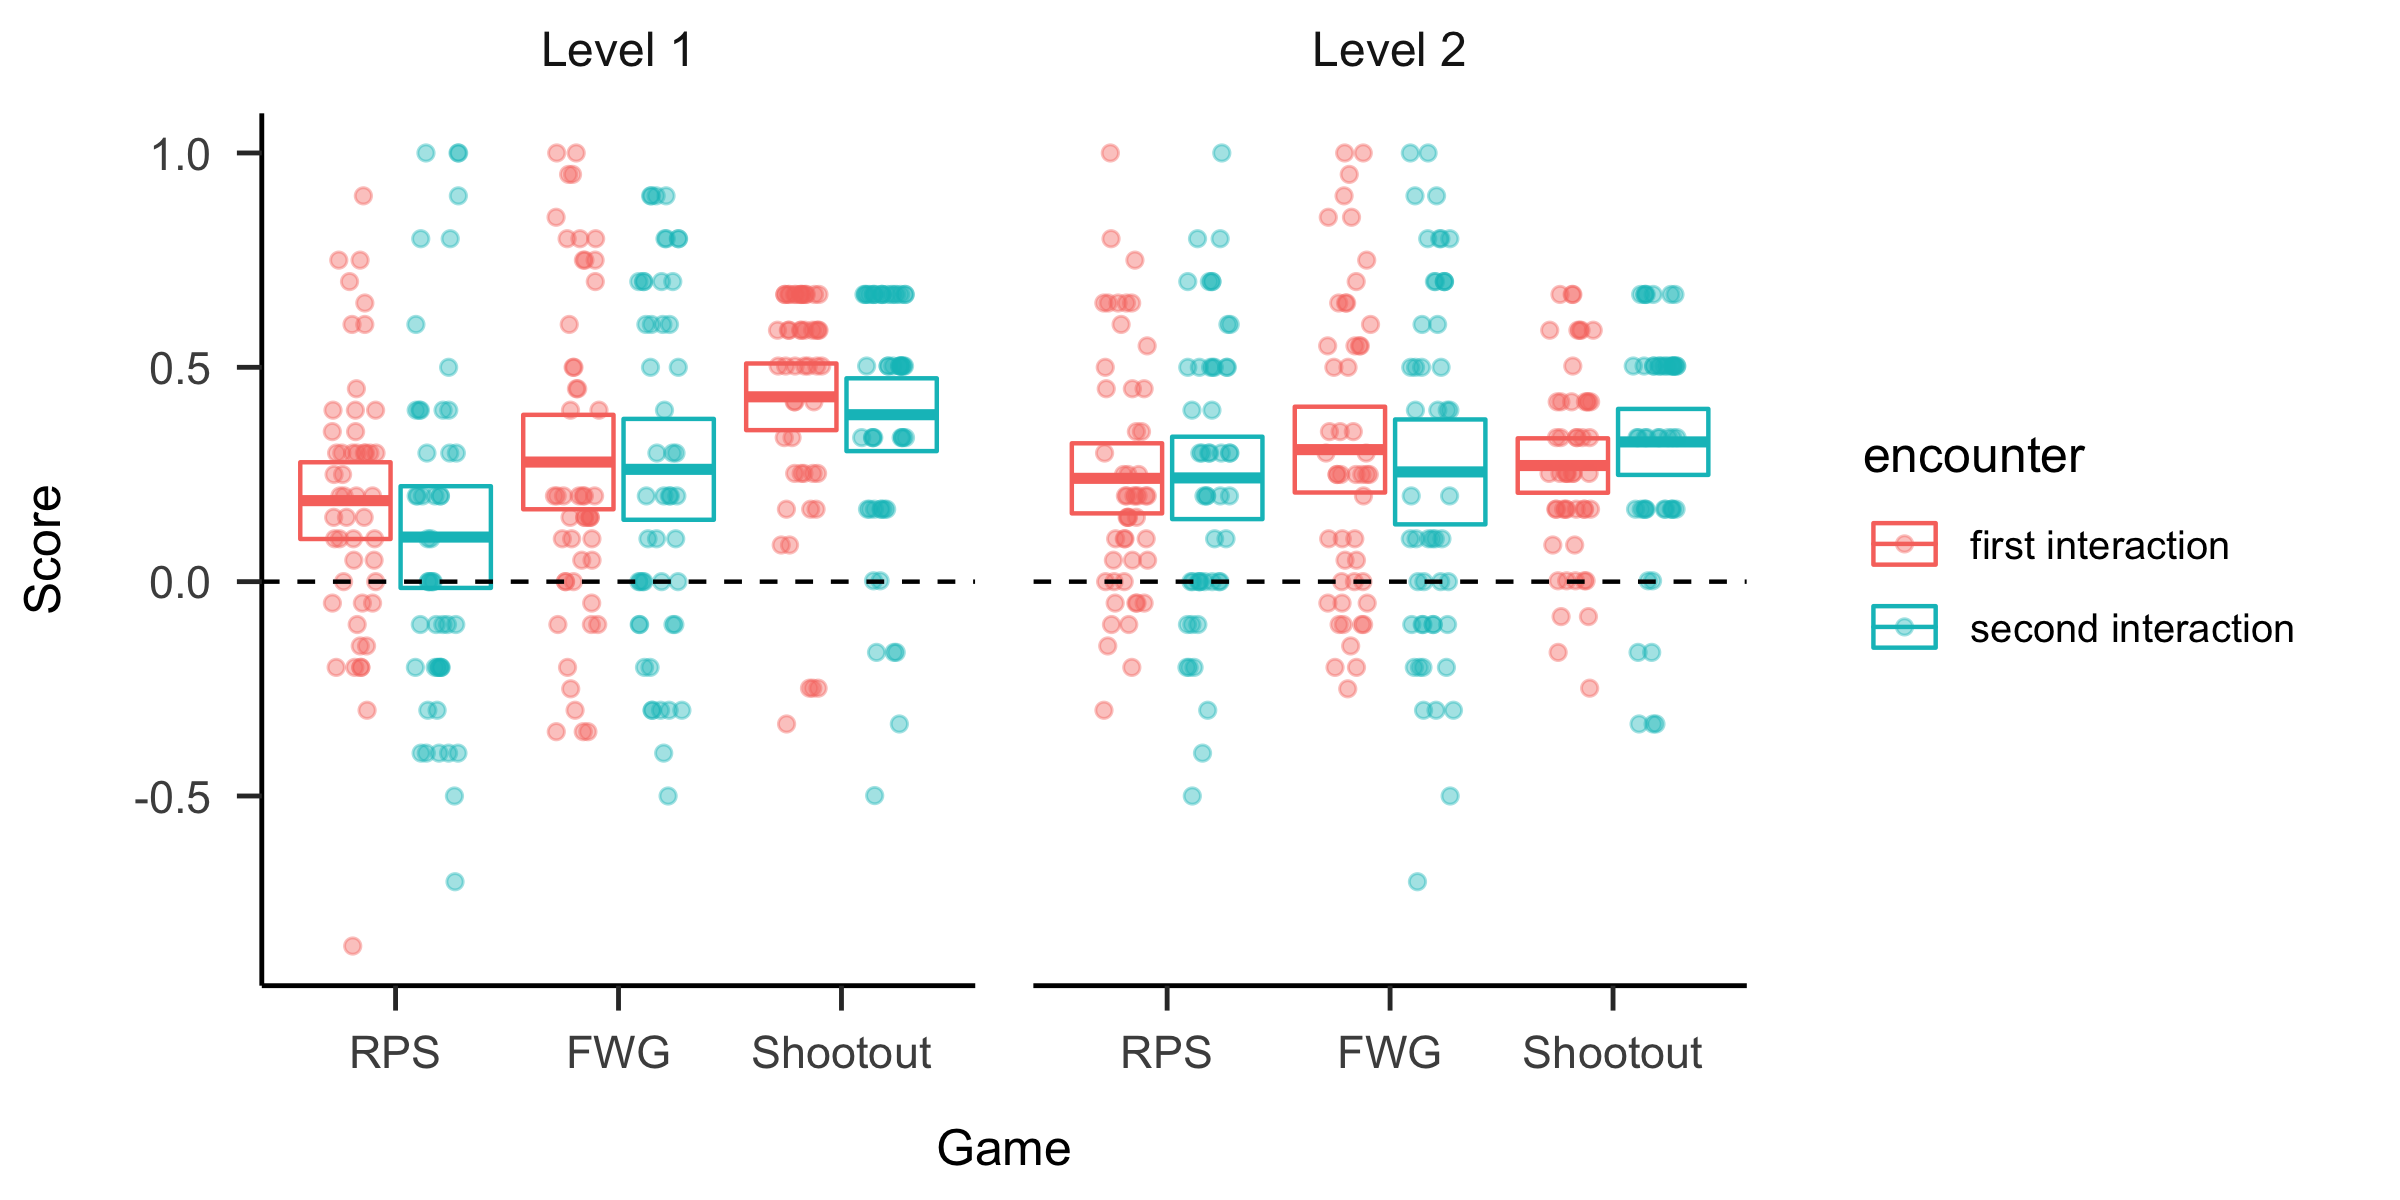 Level 1
Level 2
1.0
0.5
0.0
-0.5
Score
RPS
FWG
Shootout
RPS
FWG
Shootout
Game
encounter
first interaction
second interaction